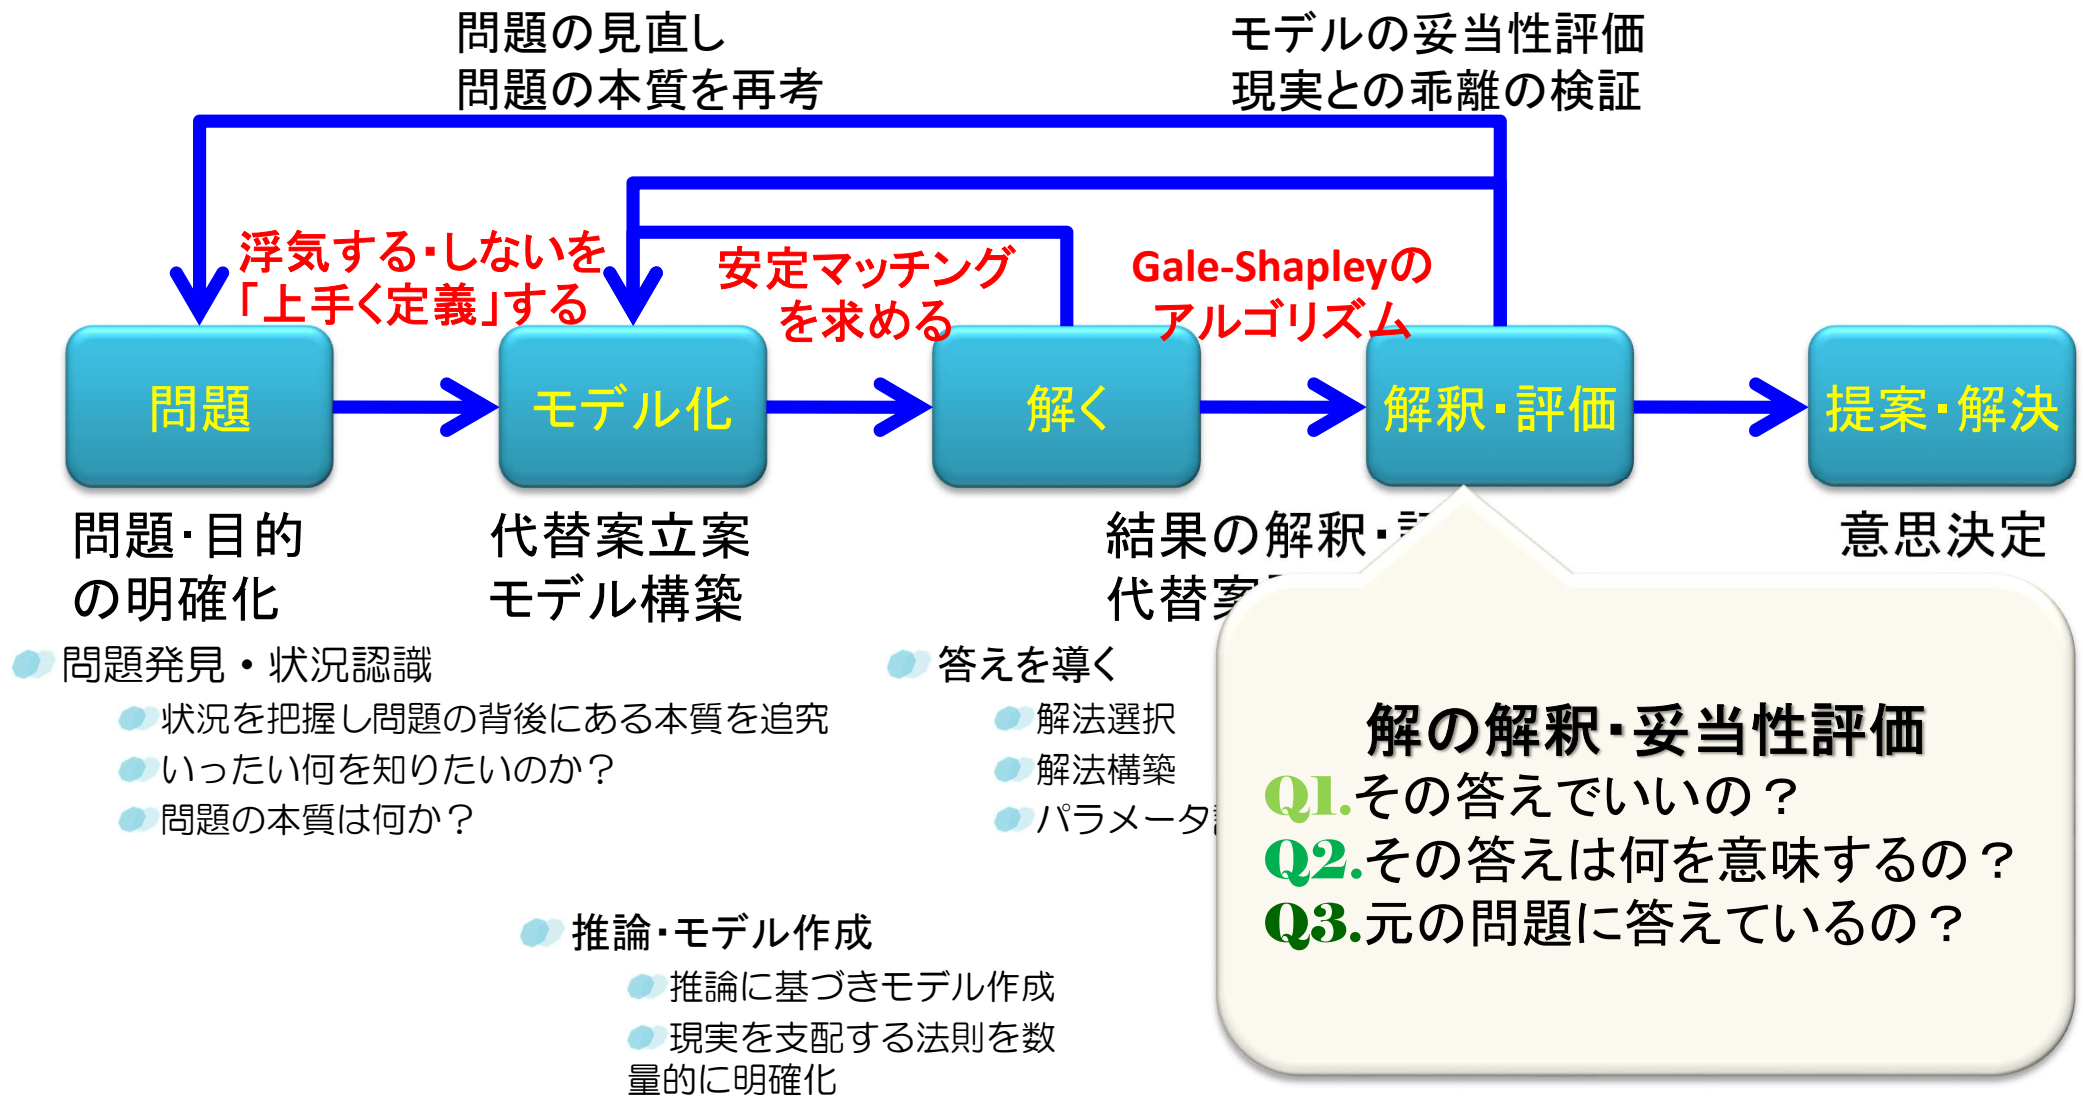 問題の見直し
問題の本質を再考
モデルの妥当性評価
現実との乖離の検証
浮気する・しないを
「上手く定義」する
安定マッチング
を求める
Gale-Shapleyの
アルゴリズム
問題
モデル化
解く
解釈・評価
提案・解決
問題・目的
の明確化
代替案立案
モデル構築
結果の解釈・
代替案
意思決定
問題発見・状況認識
状況を把握し問題の背後にある本質を追究
いったい何を知りたいのか？
問題の本質は何か？
答えを導く
解法選択
解法構築
パラメータ
推論・モデル作成
推論に基づきモデル作成
現実を支配する法則を数
量的に明確化
解の解釈・妥当性評価
Q1.その答えでいいの？
Q2.その答えは何を意味するの？
Q3.元の問題に答えているの？